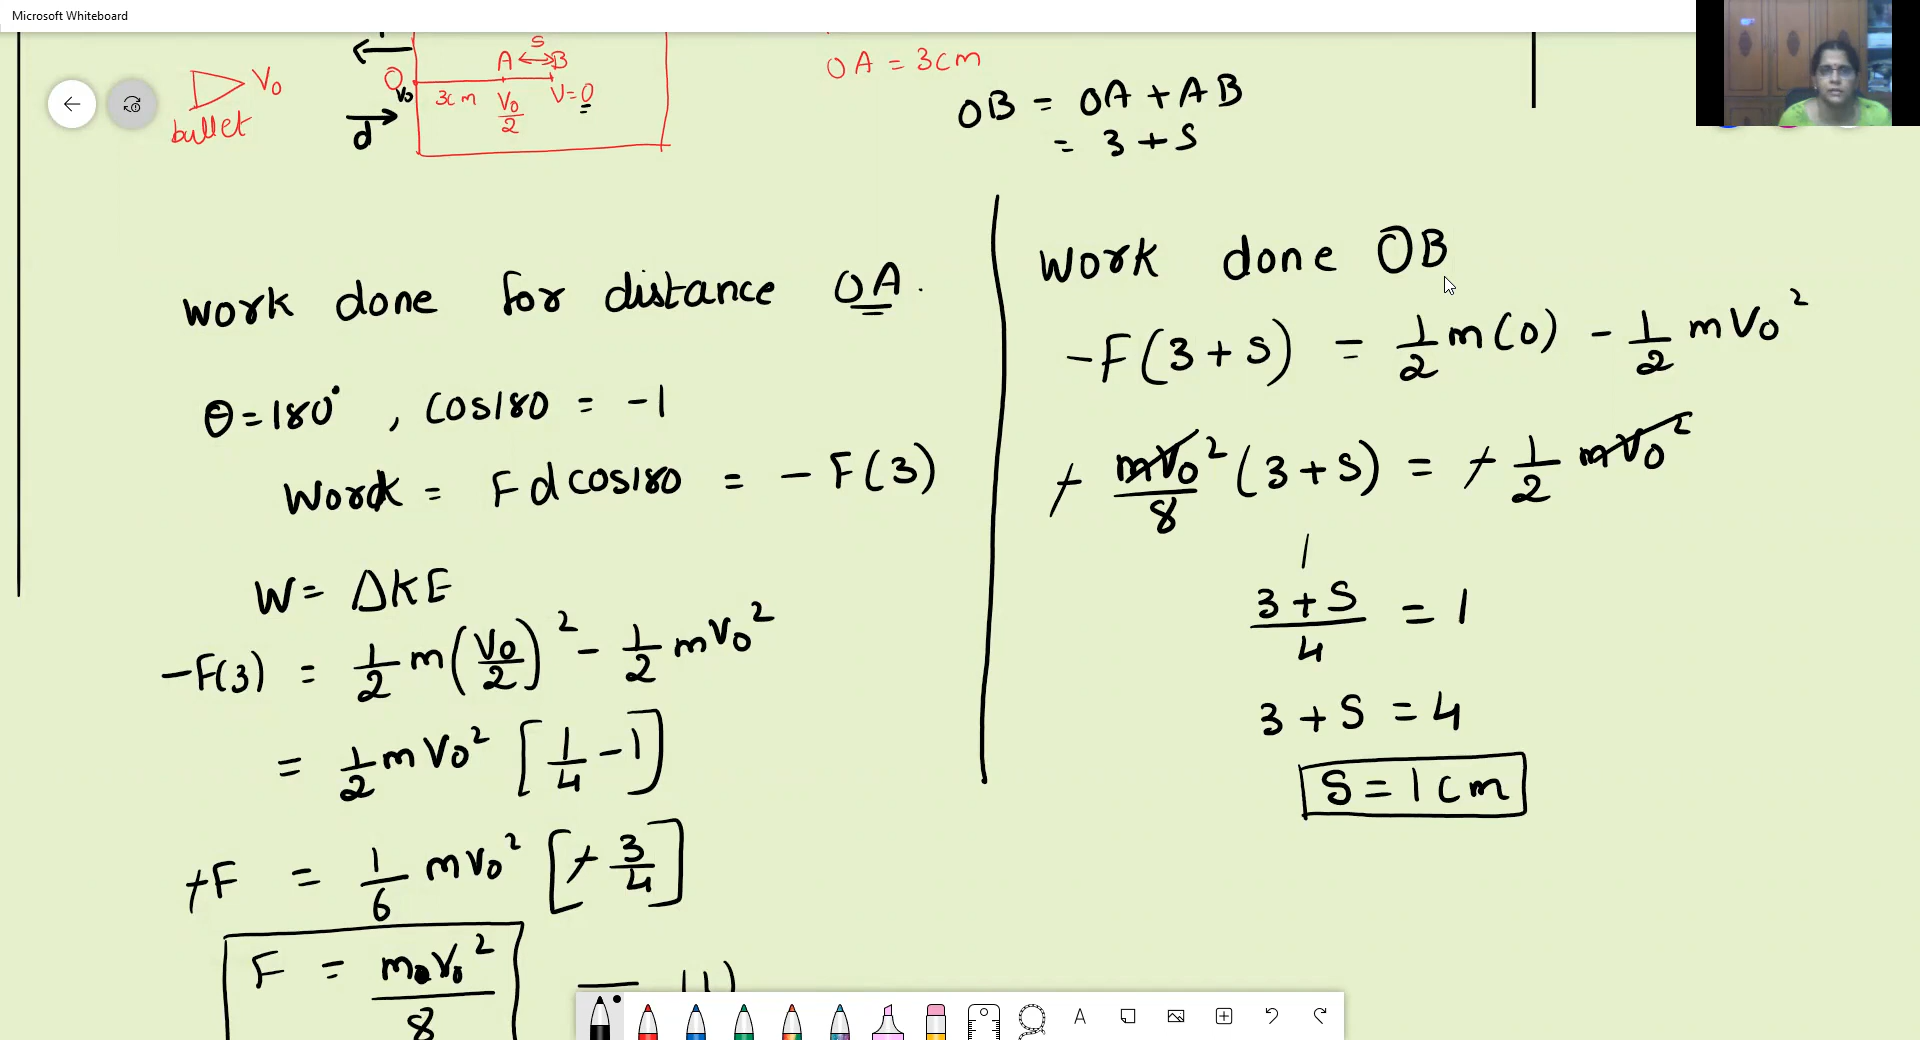 Microsoft Whiteboard
bullet V₀
d
O V₀ 3cm A ↔ B
S
V₀/2 V=0
OA = 3cm
OB = OA + AB
= 3 + S
Work done for distance OA.
θ = 180°, cos180 = -1
Work = Fd cos180 = -F(3)
W = ΔKE
-F(3) = 1/2 m(V₀/2)² - 1/2 mV₀²
= 1/2 mV₀² [1/4 - 1]
+F = 1/6 mV₀² [+ 3/4]
F = mV₀²/8
Work done OB
-F(3+S) = 1/2 m(0) - 1/2 mV₀²
+ mV₀²/8 (3+S) = + 1/2 mV₀²
1
3+S/4 = 1
3 + S = 4
S = 1cm
A